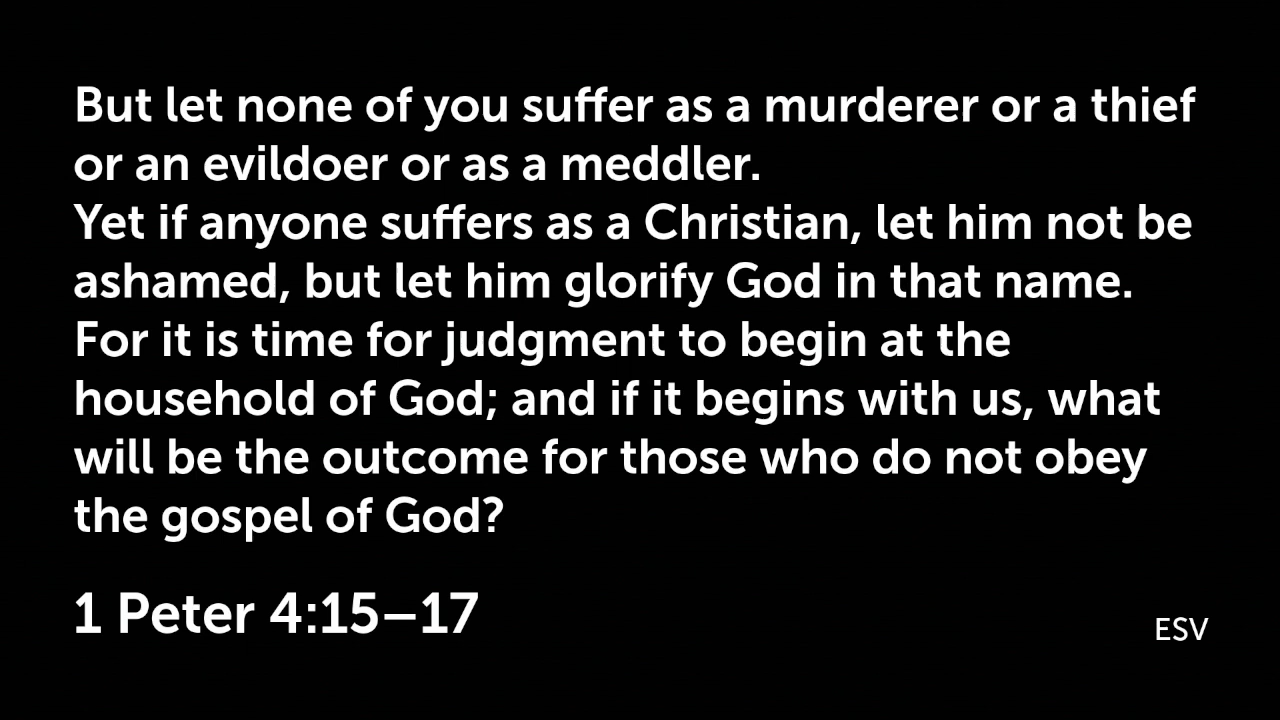 But let none of you suffer as a murderer or a thief
or an evildoer or as a meddler.
Yet if anyone suffers as a Christian, let him not be
ashamed, but let him glorify God in that name.
For it is time for judgment to begin at the
household of God; and if it begins with us, what
will be the outcome for those who do not obey
the gospel of God?
1 Peter 4:15–17
ESV